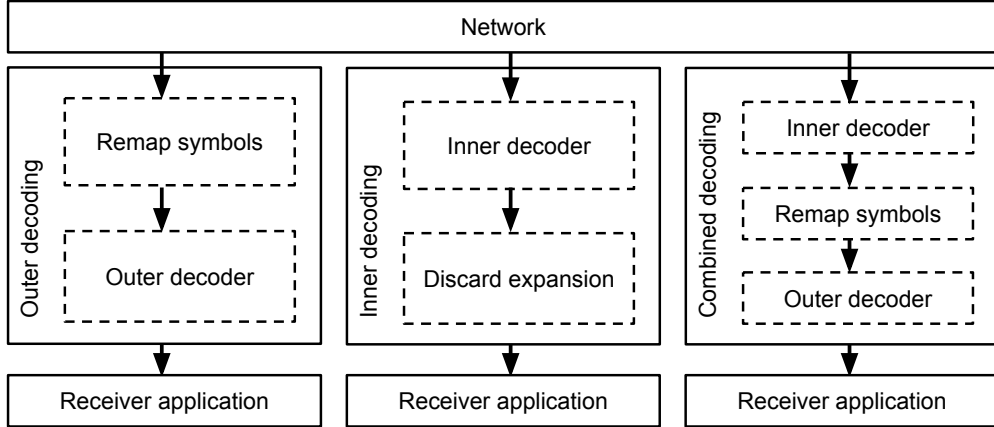 Network
Outer decoding
Remap symbols
Outer decoder
Receiver application
Inner decoding
Inner decoder
Discard expansion
Receiver application
Combined decoding
Inner decoder
Remap symbols
Outer decoder
Receiver application